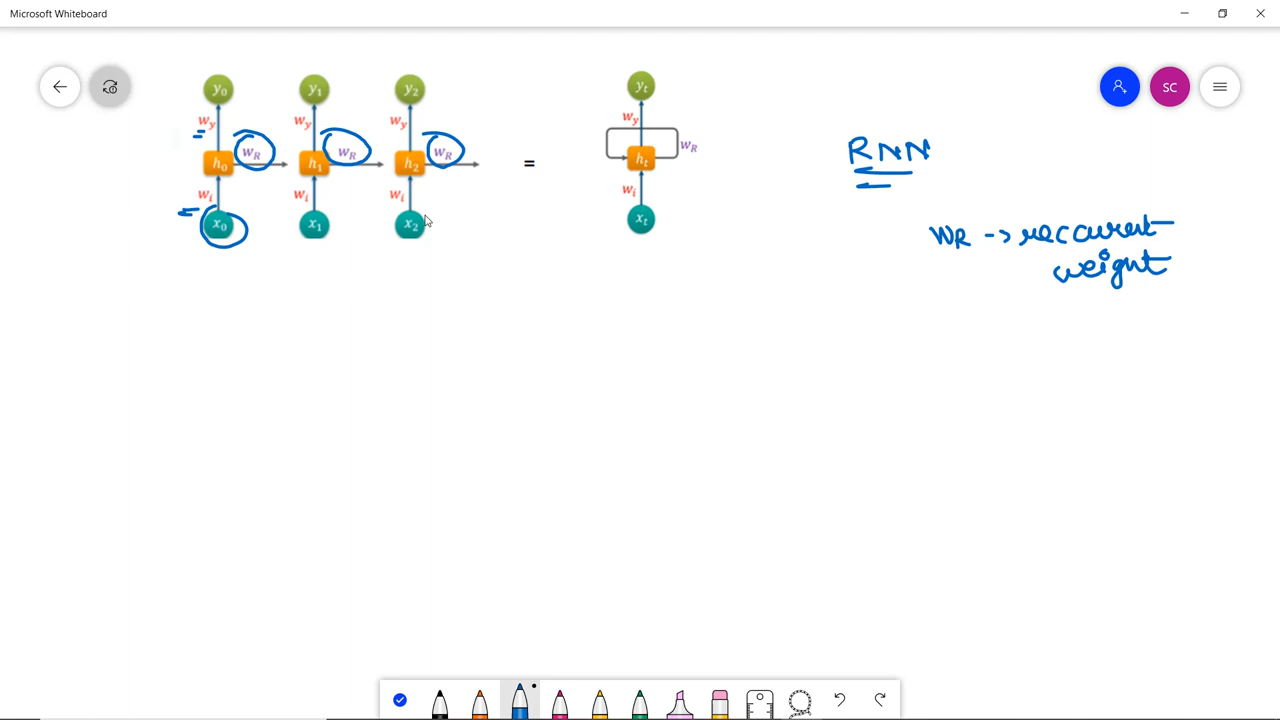 Microsoft Whiteboard
SC
y0 y1 y2 yt
wy wy wy wy
wR wR wR wR
h0 h1 h2 = ht
wi wi wi wi
x0 x1 x2 xt
RNN
WR → reccurent
weight